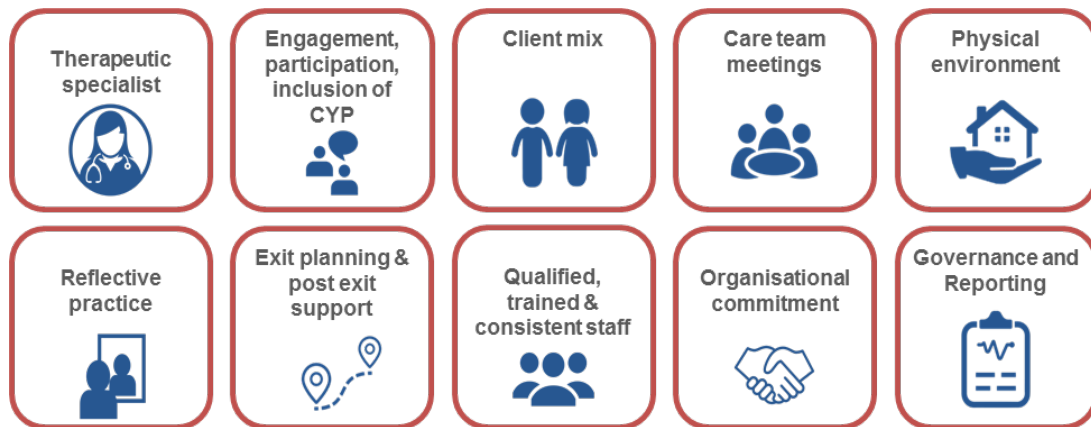 Therapeutic
specialist
Engagement,
participation,
inclusion of
CYP
Client mix
Care team
meetings
Physical
environment
Reflective
practice
Exit planning &
post exit
support
Qualified,
trained &
consistent staff
Organisational
commitment
Governance and
Reporting